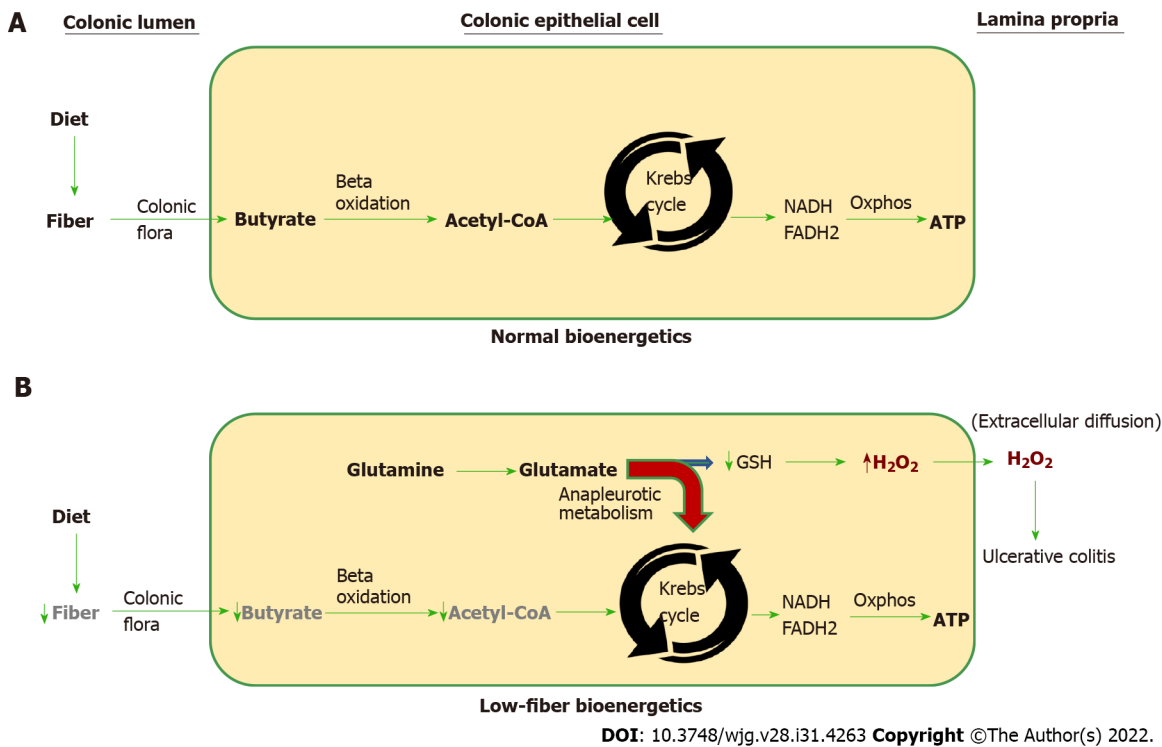 A
Colonic lumen
Colonic epithelial cell
Lamina propria
Diet
Fiber
Colonic
flora
Butyrate
Beta
oxidation
Acetyl-CoA
Krebs
cycle
NADH
FADH2
Oxphos
ATP
Normal bioenergetics
B
(Extracellular diffusion)
Glutamine
Glutamate
↓GSH
↑H₂O₂
H₂O₂
Anapleurotic
metabolism
Ulcerative colitis
Diet
↓Fiber
Colonic
flora
↓Butyrate
Beta
oxidation
↓Acetyl-CoA
Krebs
cycle
NADH
FADH2
Oxphos
ATP
Low-fiber bioenergetics
DOI: 10.3748/wjg.v28.i31.4263 Copyright ©The Author(s) 2022.